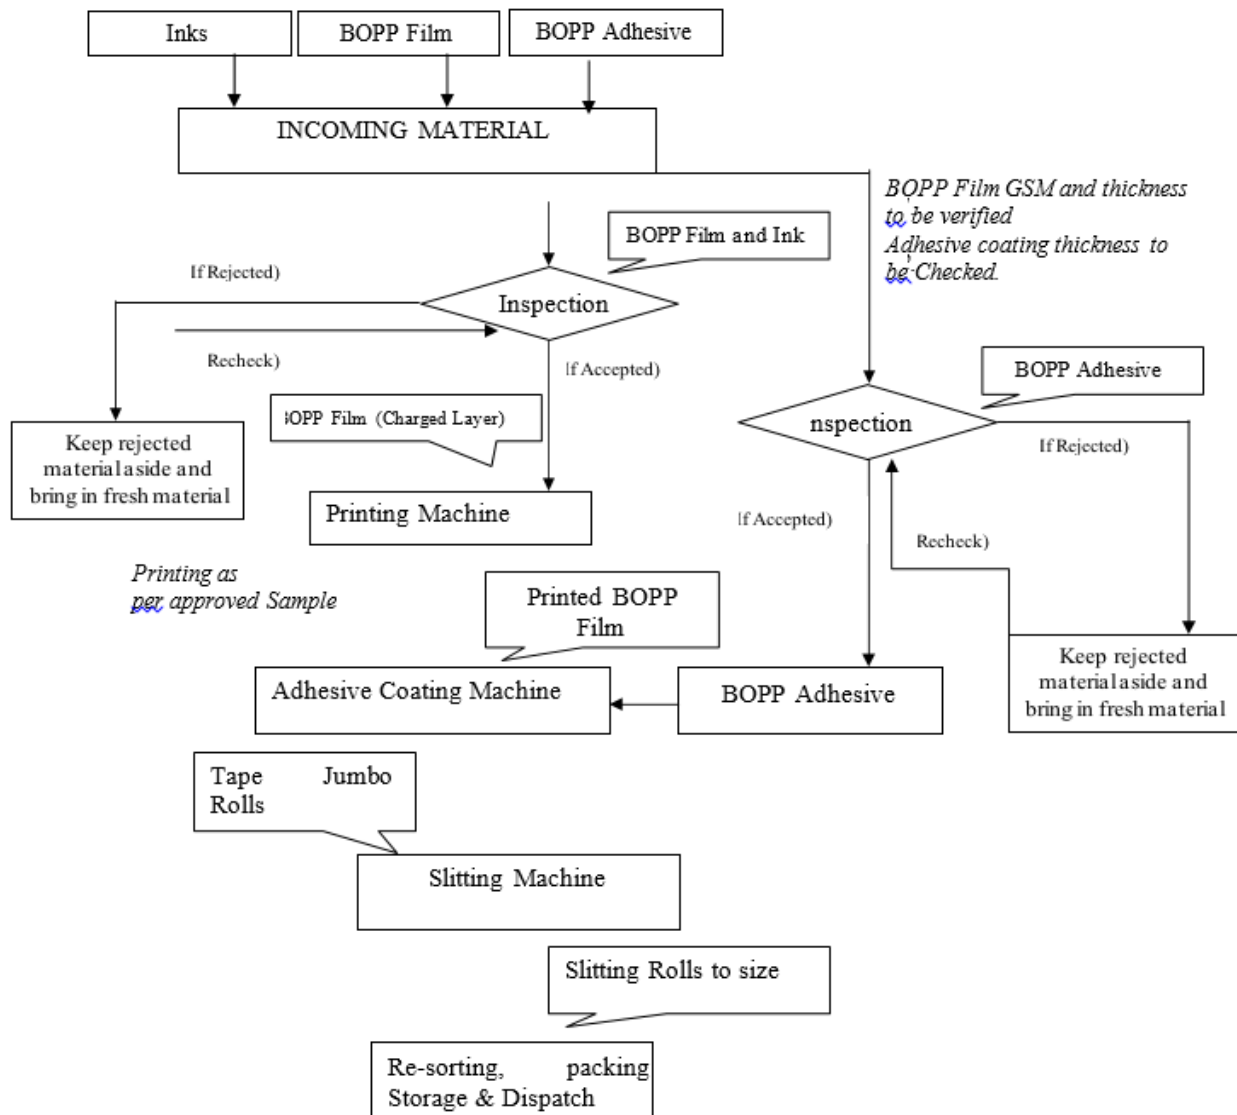 Inks
BOPP Film
BOPP Adhesive
INCOMING MATERIAL
BOPP Film GSM and thickness
to be verified
Adhesive coating thickness to
be Checked.
BOPP Film and Ink
If Rejected)
Inspection
Recheck)
If Accepted)
BOPP Adhesive
BOPP Film (Charged Layer)
nspection
If Rejected)
Keep rejected
material aside and
bring in fresh material
Printing Machine
If Accepted)
Recheck)
Printing as
per approved Sample
Printed BOPP
Film
Keep rejected
material aside and
bring in fresh material
Adhesive Coating Machine
BOPP Adhesive
Tape Jumbo
Rolls
Slitting Machine
Slitting Rolls to size
Re-sorting, packing
Storage & Dispatch